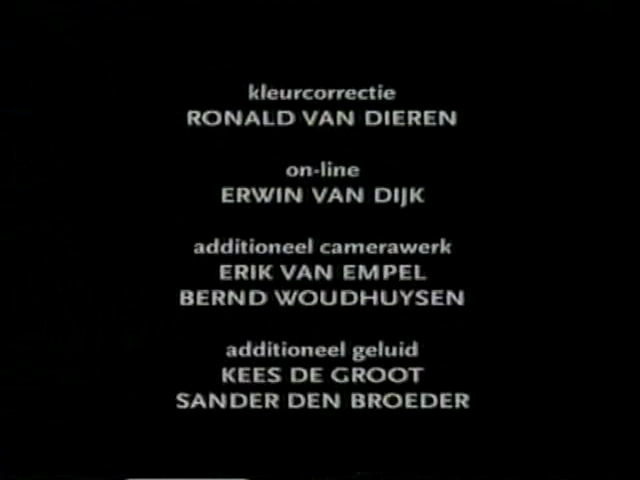 kleurcorrectie
RONALD VAN DIEREN
on-line
ERWIN VAN DIJK
additioneel camerawerk
ERIK VAN EMPEL
BERND WOUDHUYSEN
additioneel geluid
KEES DE GROOT
SANDER DEN BROEDER